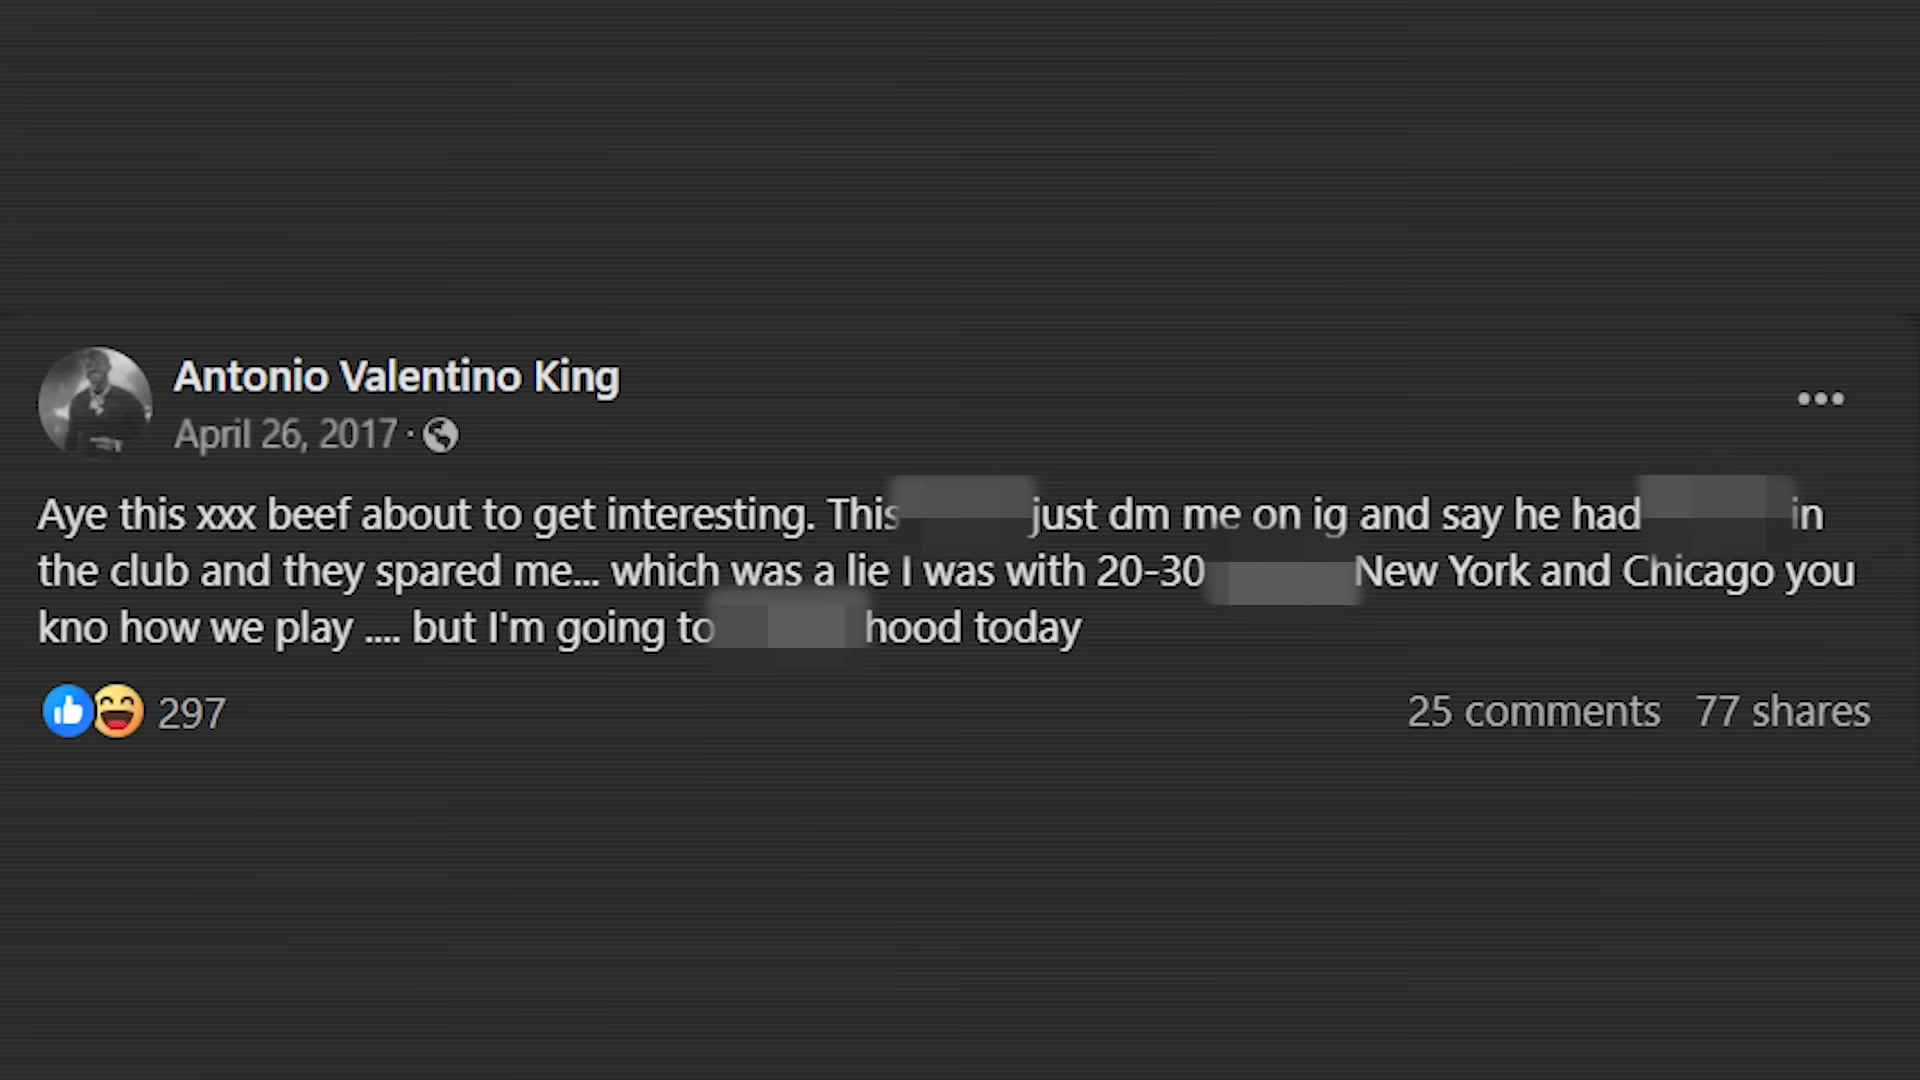 Antonio Valentino King
April 26, 2017 ·
Aye this xxx beef about to get interesting. This just dm me on ig and say he had in
the club and they spared me... which was a lie I was with 20-30 New York and Chicago you
kno how we play .... but I'm going to hood today
297
25 comments 77 shares